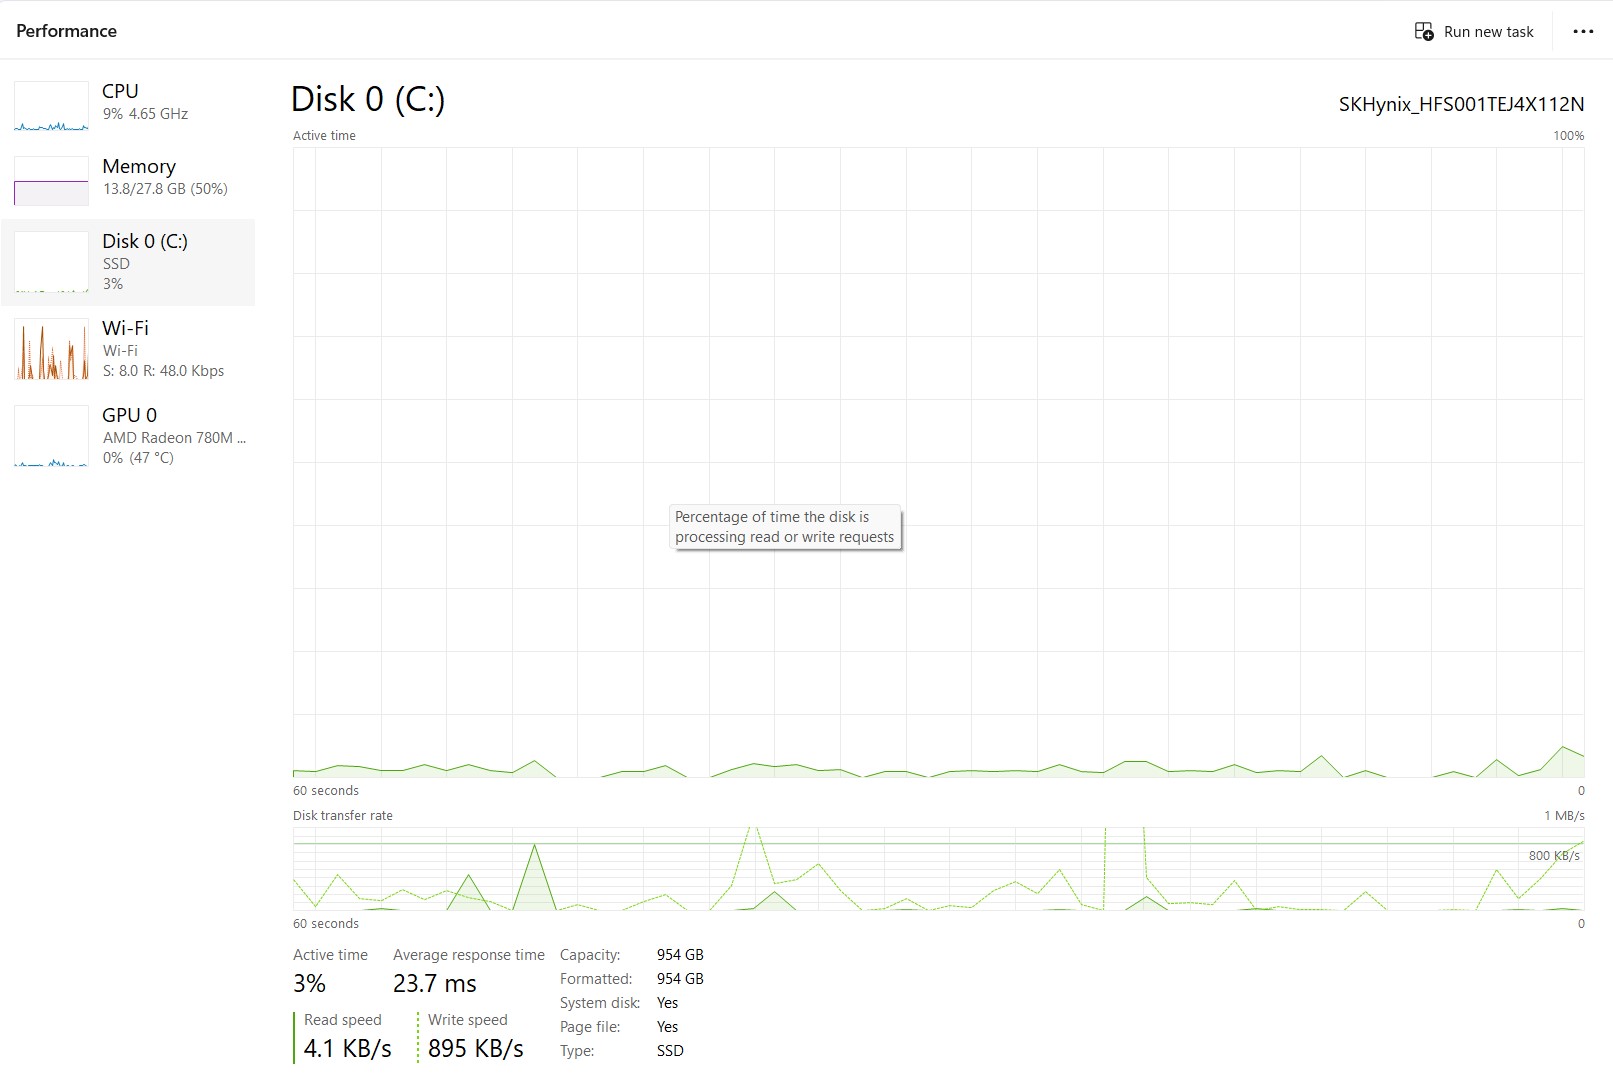 Performance
Run new task
CPU
9% 4.65 GHz
Memory
13.8/27.8 GB (50%)
Disk 0 (C:)
SSD
3%
Wi-Fi
Wi-Fi
S: 8.0 R: 48.0 Kbps
GPU 0
AMD Radeon 780M ...
0% (47 °C)
Disk 0 (C:)
SKHynix_HFS001TEJ4X112N
Active time
100%
Percentage of time the disk is
processing read or write requests
60 seconds
0
Disk transfer rate
1 MB/s
800 KB/s
60 seconds
0
Active time
3%
Average response time
23.7 ms
Read speed
4.1 KB/s
Write speed
895 KB/s
Capacity: 954 GB
Formatted: 954 GB
System disk: Yes
Page file: Yes
Type: SSD